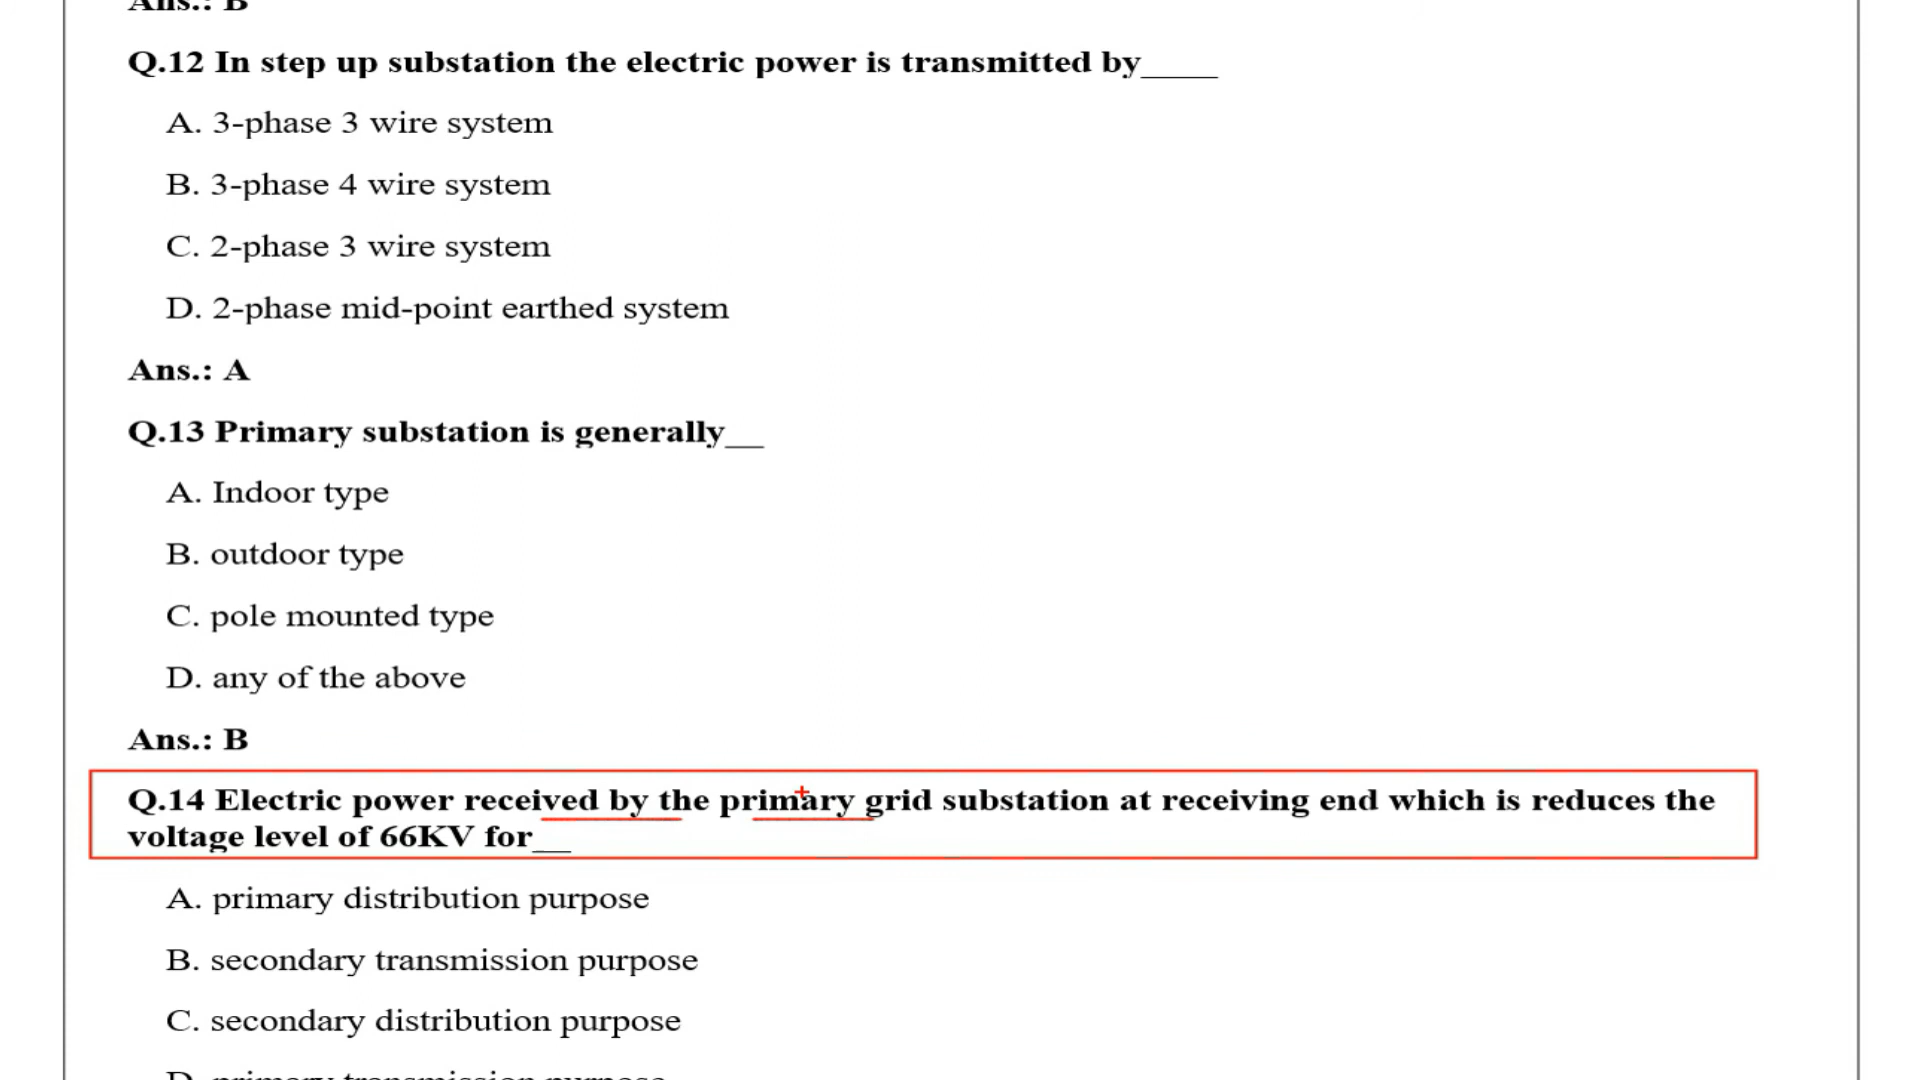 Ans.: B
Q.12 In step up substation the electric power is transmitted by____
A. 3-phase 3 wire system
B. 3-phase 4 wire system
C. 2-phase 3 wire system
D. 2-phase mid-point earthed system
Ans.: A
Q.13 Primary substation is generally__
A. Indoor type
B. outdoor type
C. pole mounted type
D. any of the above
Ans.: B
Q.14 Electric power received by the primary grid substation at receiving end which is reduces the
voltage level of 66KV for__
A. primary distribution purpose
B. secondary transmission purpose
C. secondary distribution purpose
D. primary transmission purpose